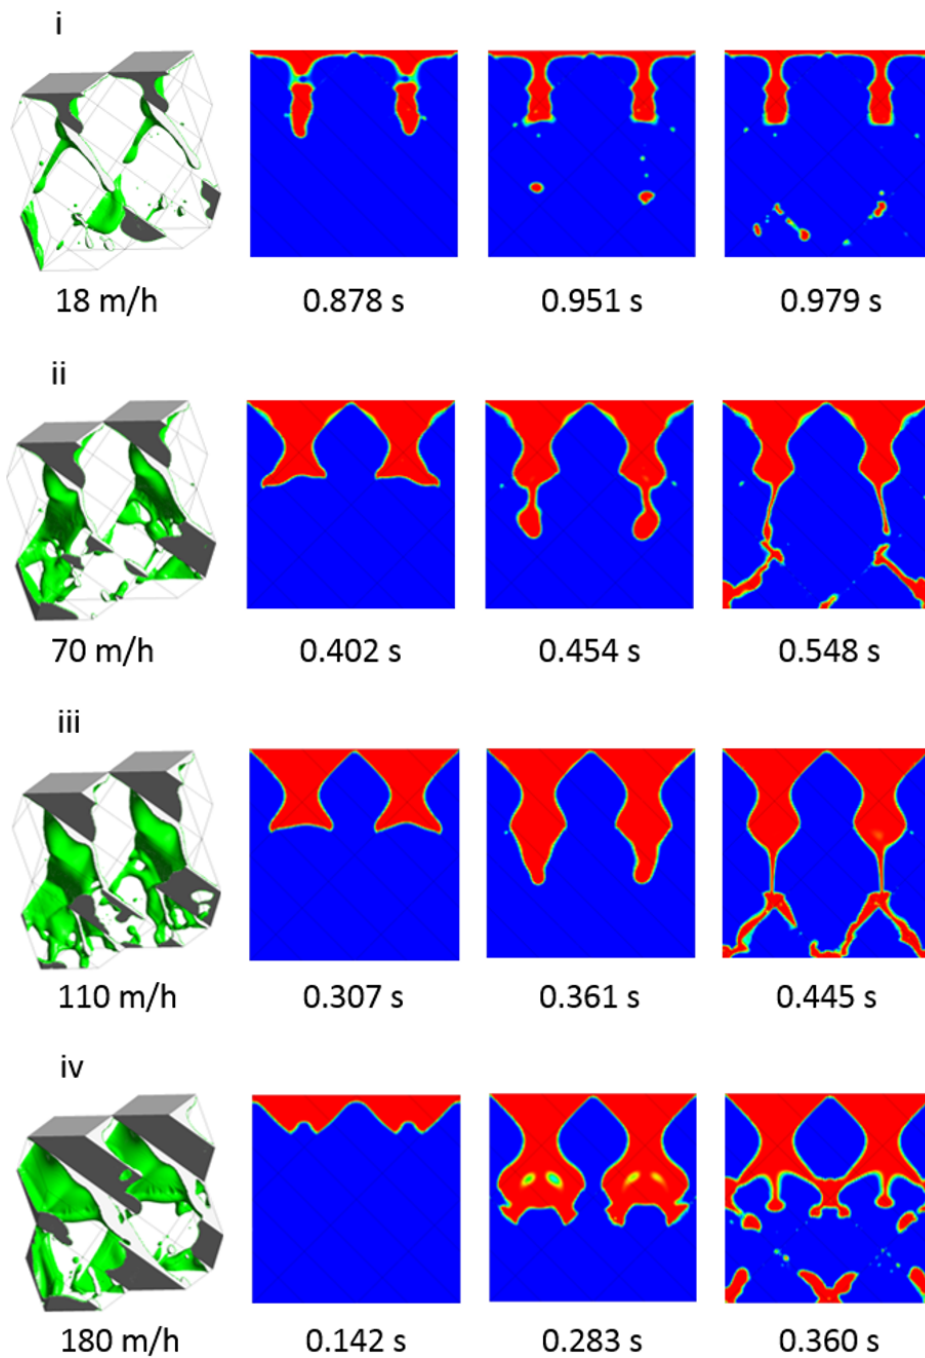 i
18 m/h 0.878 s 0.951 s 0.979 s
ii
70 m/h 0.402 s 0.454 s 0.548 s
iii
110 m/h 0.307 s 0.361 s 0.445 s
iv
180 m/h 0.142 s 0.283 s 0.360 s